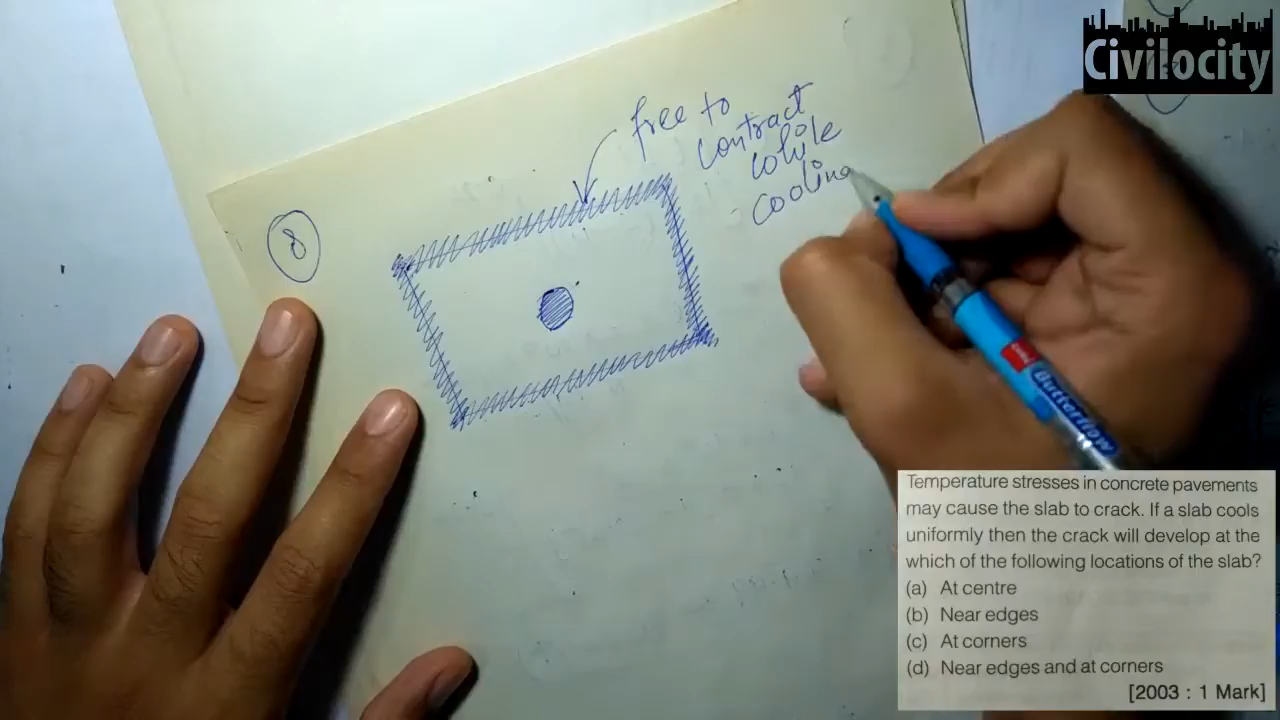 Civilocity
8
free to
contract
while
cooling
Butterflow
Temperature stresses in concrete pavements
may cause the slab to crack. If a slab cools
uniformly then the crack will develop at the
which of the following locations of the slab?
(a) At centre
(b) Near edges
(c) At corners
(d) Near edges and at corners
[2003 : 1 Mark]